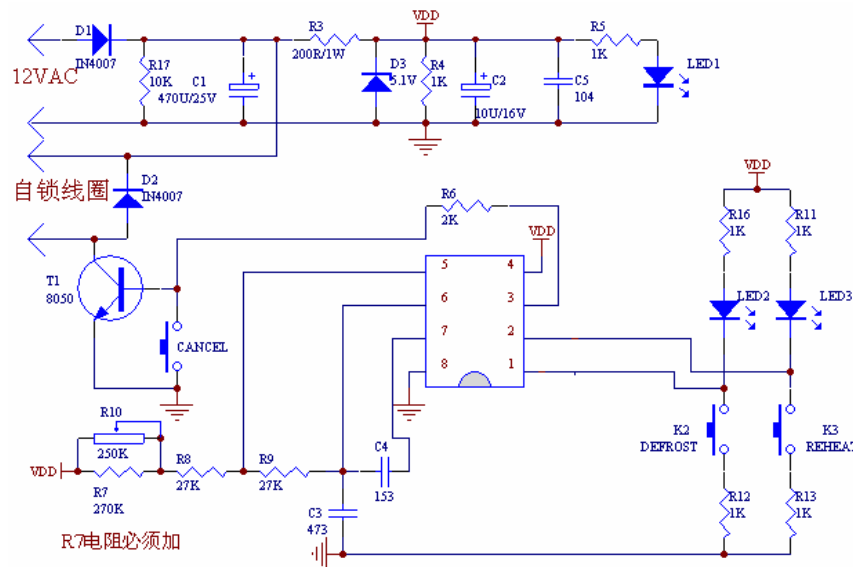 D1
IN4007
12VAC
R17
10K
C1
470U/25V
R3
200R/1W
D3
5.1V
VDD
R4
1K
C2
10U/16V
C5
104
R5
1K
LED1
自锁线圈
D2
IN4007
T1
8050
CANCEL
R6
2K
VDD
5
4
6
3
7
2
8
1
VDD
R16
1K
R11
1K
LED2
LED3
K2
DEFROST
K3
REHEAT
R12
1K
R13
1K
R10
250K
VDD
R7
270K
R8
27K
R9
27K
C4
153
C3
473
R7电阻必须加